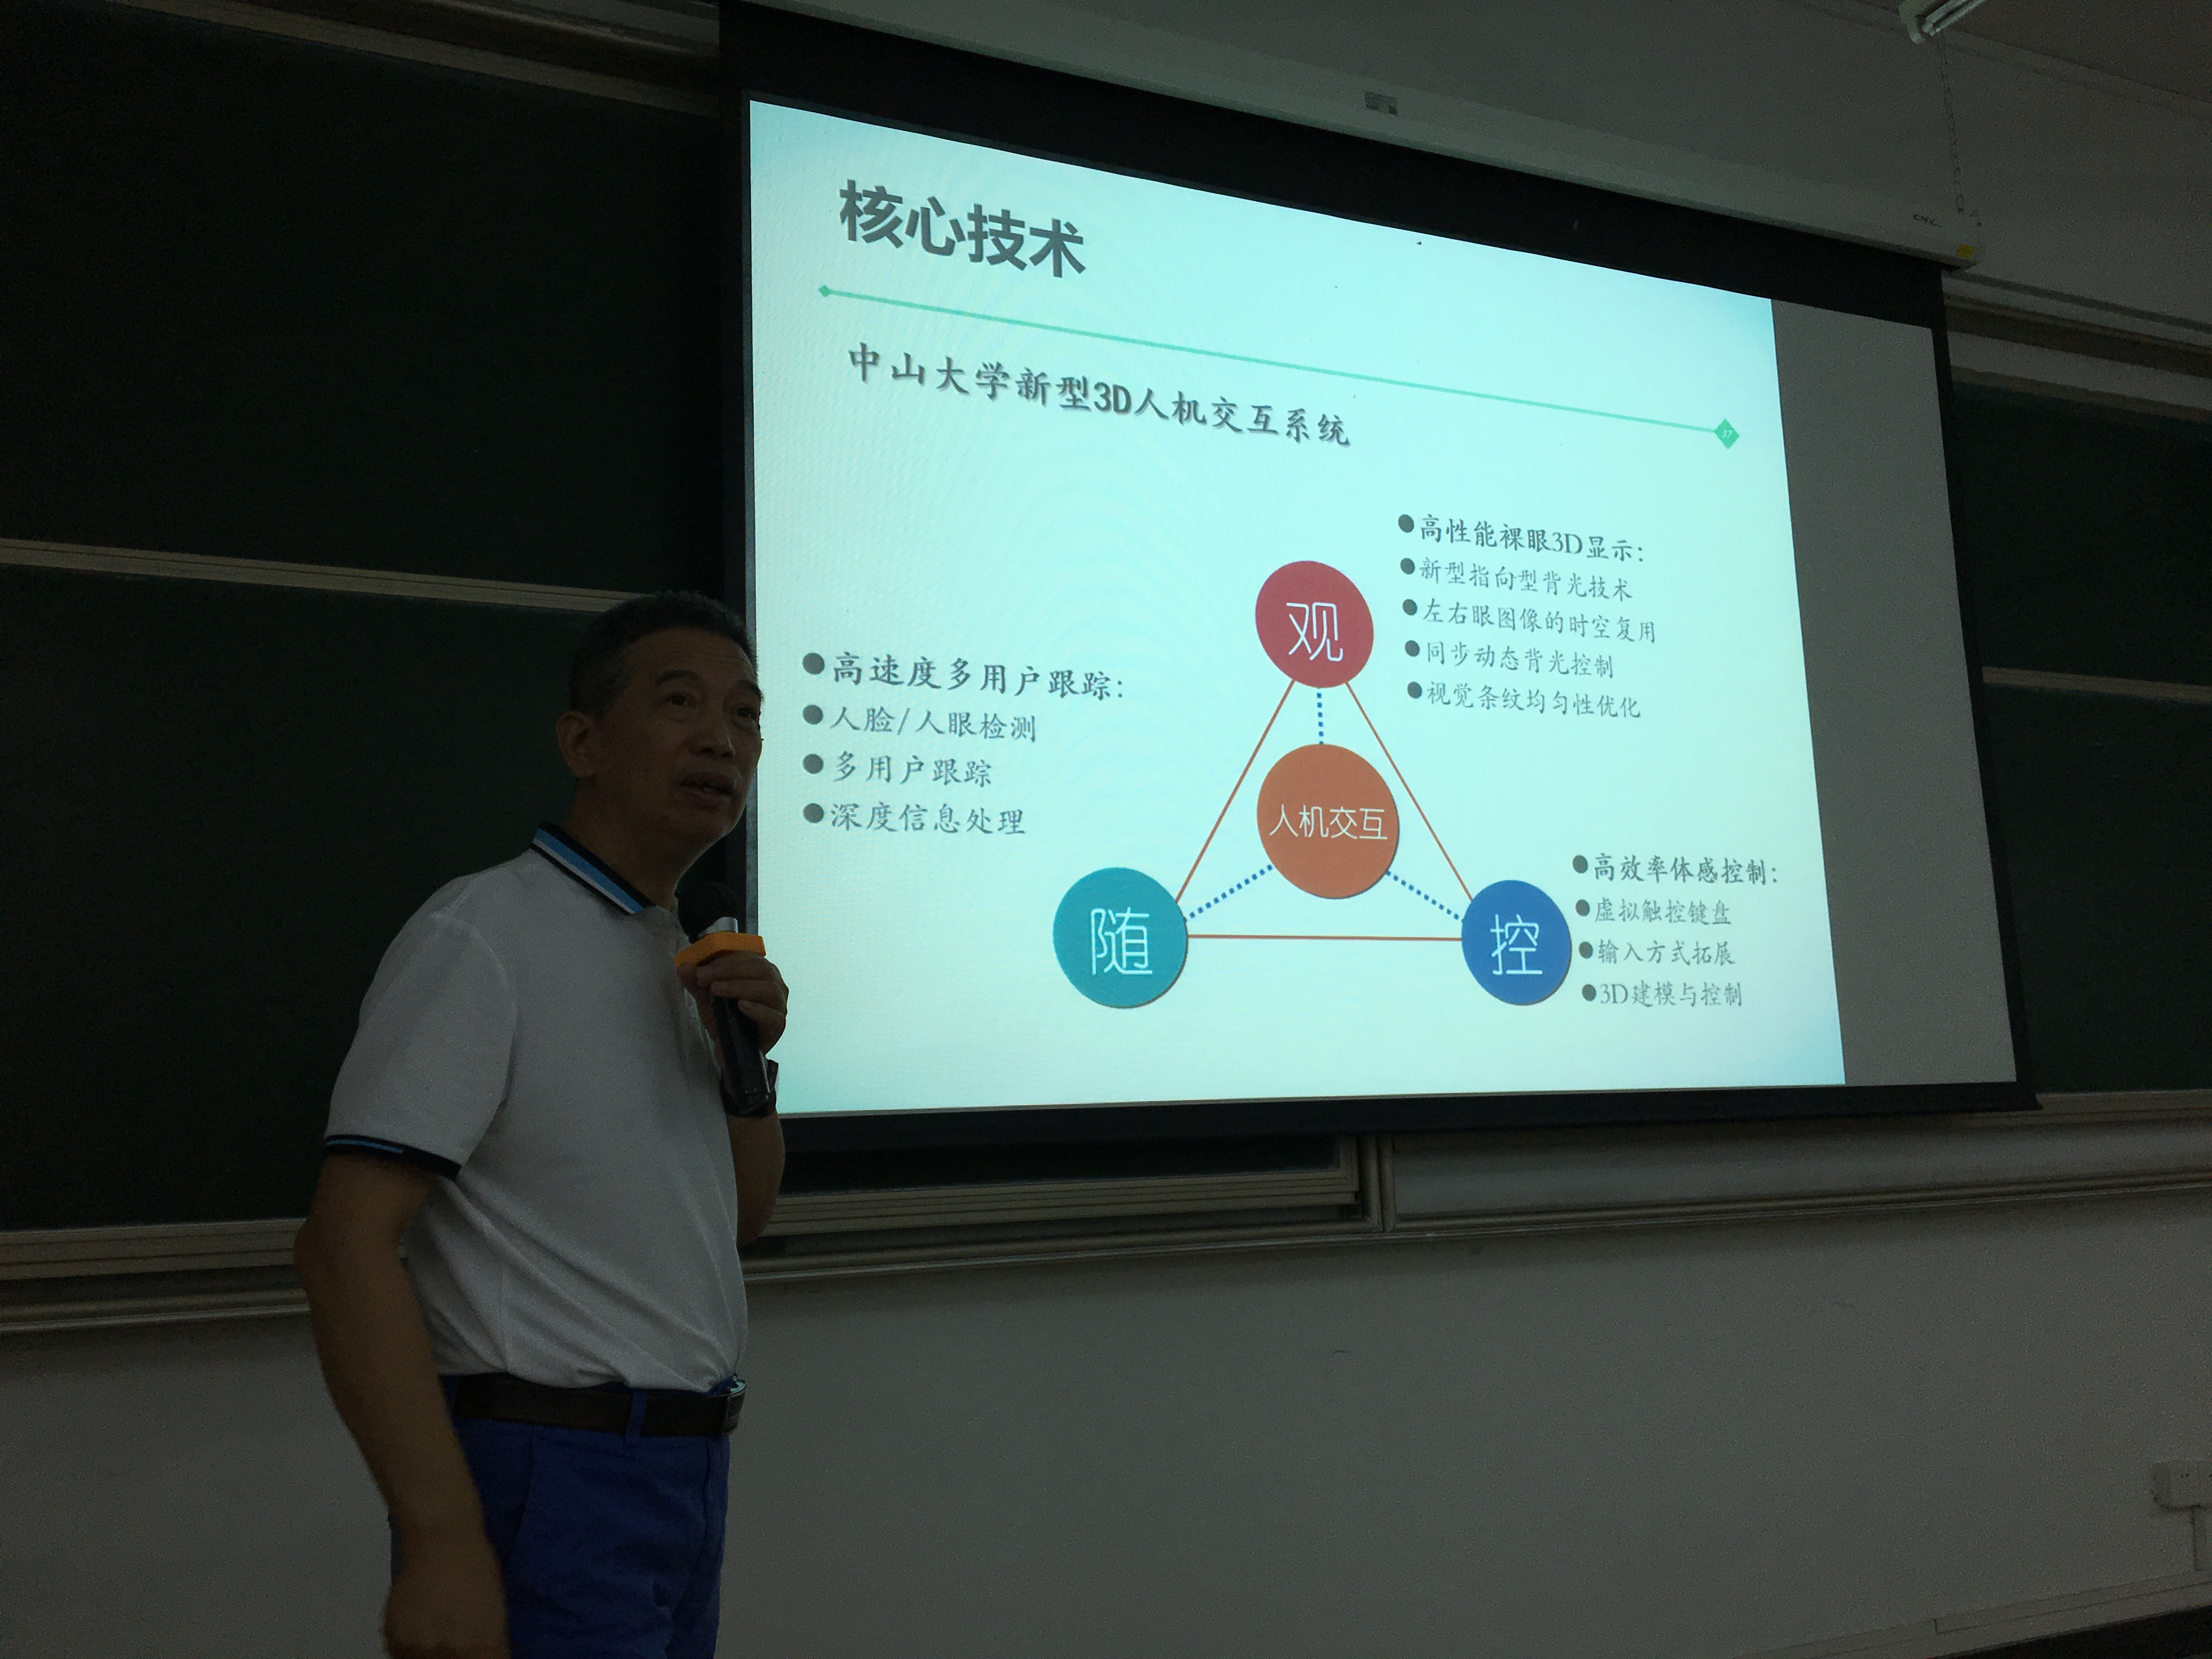 核心技术
37
中山大学新型3D人机交互系统
●高速度多用户跟踪：
●人脸/人眼检测
●多用户跟踪
●深度信息处理
观
人机交互
随
控
●高性能裸眼3D显示：
●新型指向型背光技术
●左右眼图像的时空复用
●同步动态背光控制
●视觉条纹均匀性优化
●高效率体感控制：
●虚拟触控键盘
●输入方式拓展
●3D建模与控制